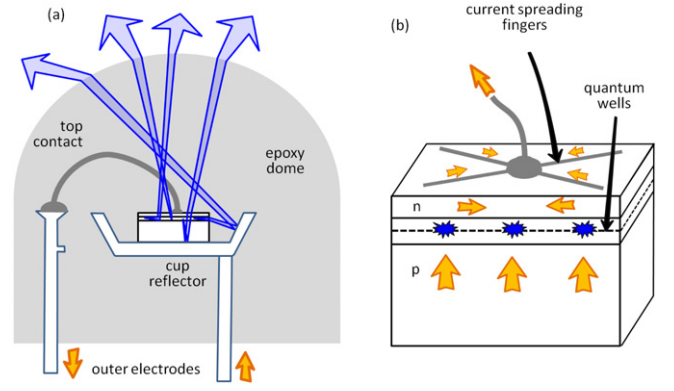 (a)
top
contact
epoxy
dome
cup
reflector
outer electrodes
(b)
current spreading
fingers
quantum
wells
n
p